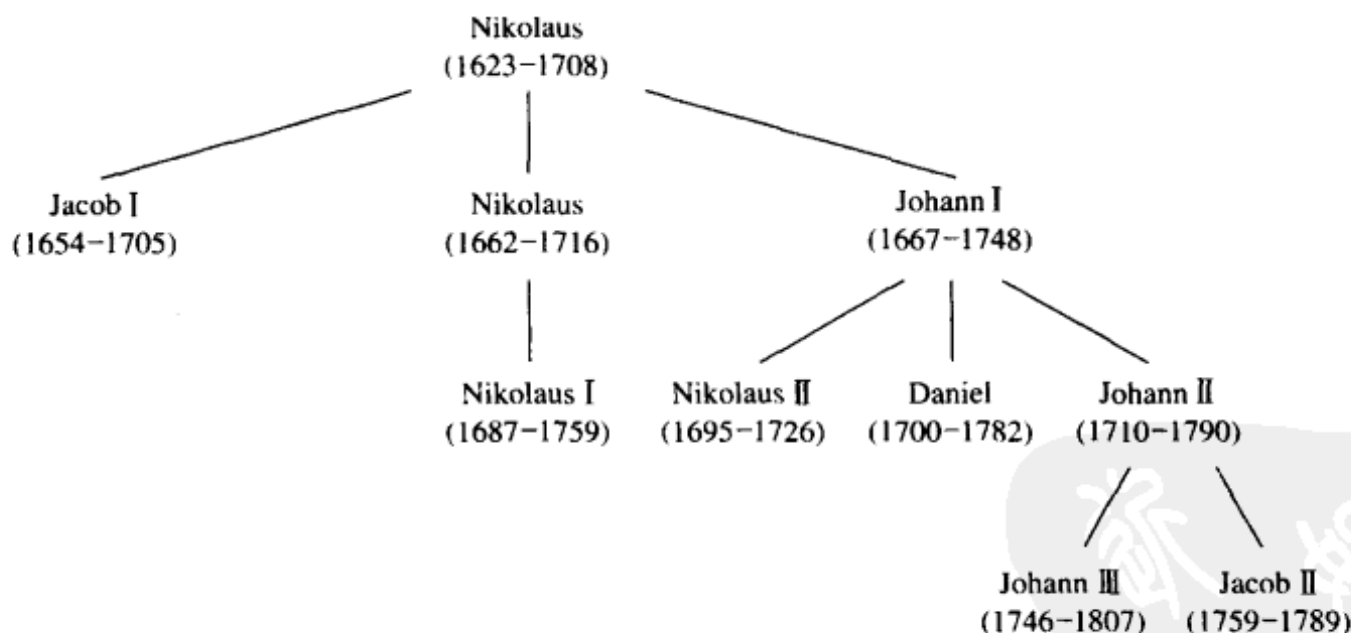 Nikolaus
(1623-1708)
Jacob I
(1654-1705)
Nikolaus
(1662-1716)
Johann I
(1667-1748)
Nikolaus I
(1687-1759)
Nikolaus II
(1695-1726)
Daniel
(1700-1782)
Johann II
(1710-1790)
Johann III
(1746-1807)
Jacob II
(1759-1789)